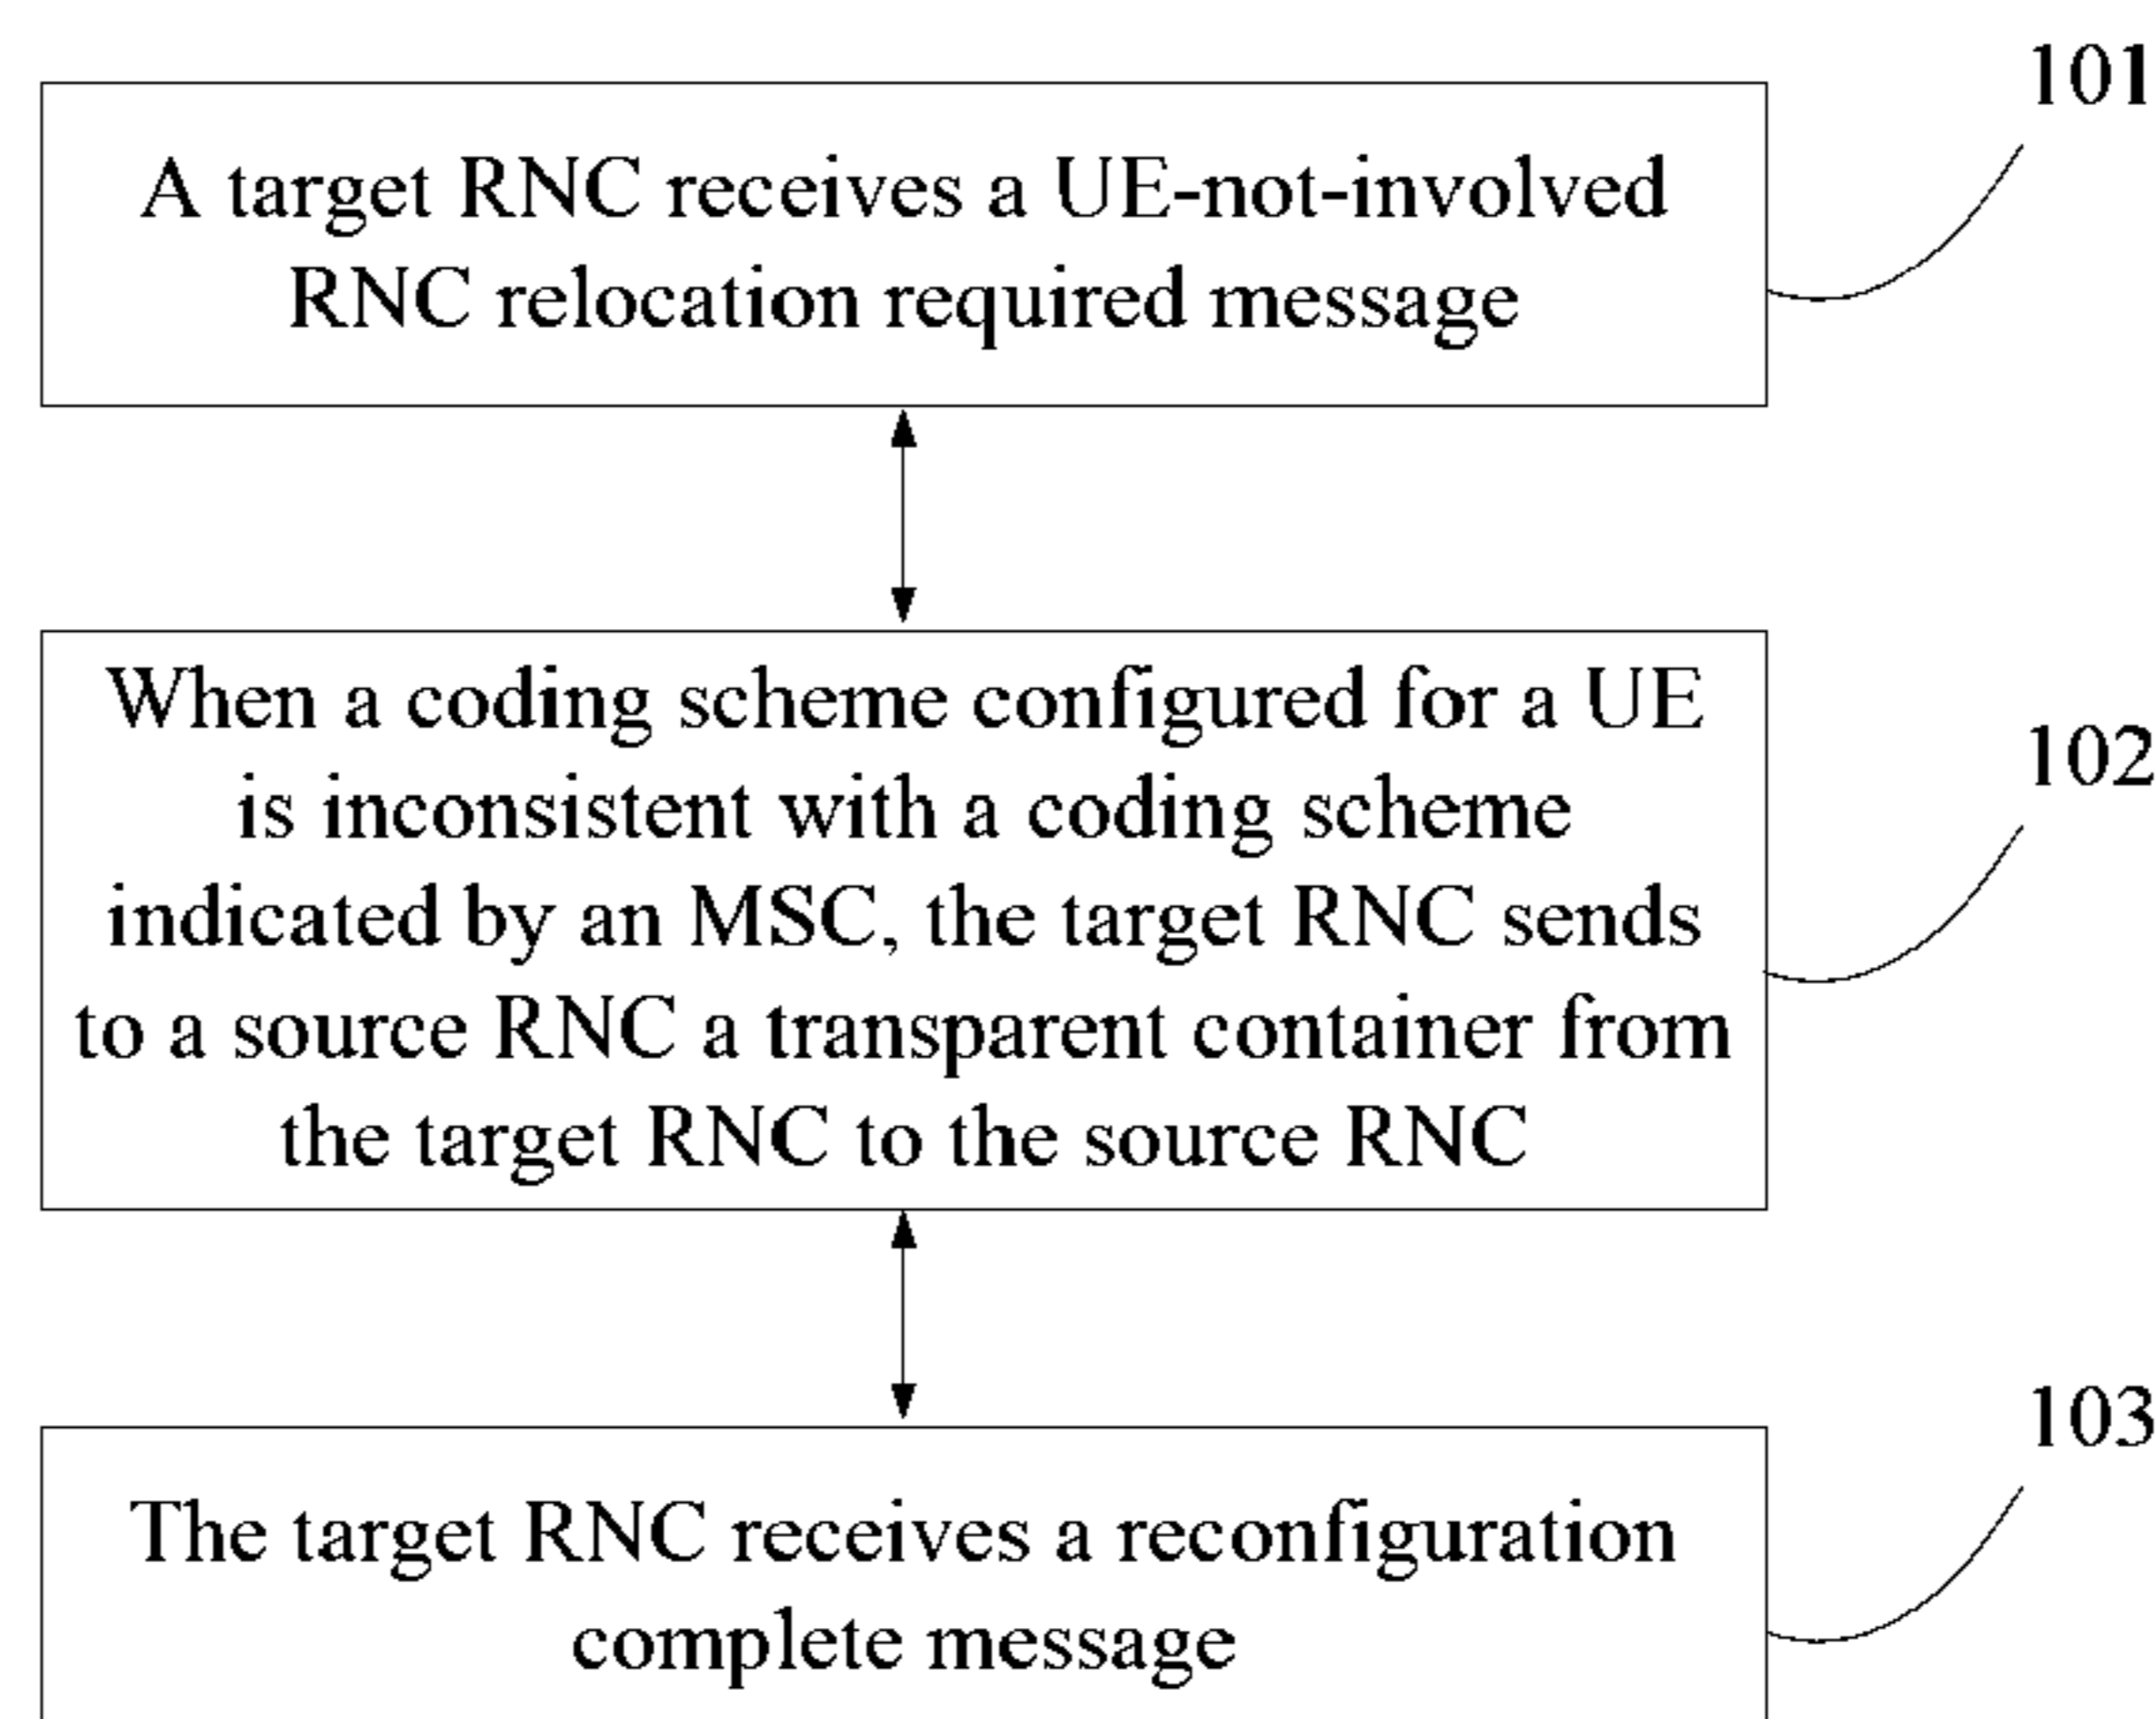 101
A target RNC receives a UE-not-involved
RNC relocation required message
102
When a coding scheme configured for a UE
is inconsistent with a coding scheme
indicated by an MSC, the target RNC sends
to a source RNC a transparent container from
the target RNC to the source RNC
103
The target RNC receives a reconfiguration
complete message